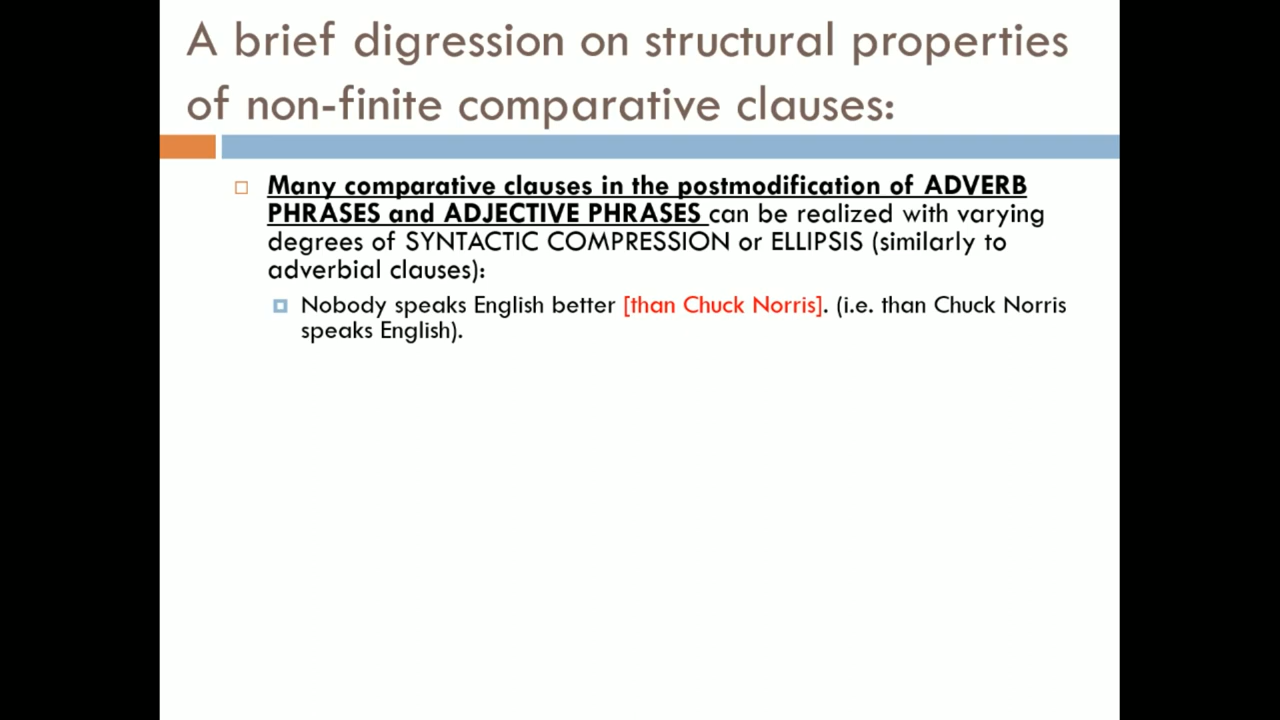 A brief digression on structural properties
of non-finite comparative clauses:
Many comparative clauses in the postmodification of ADVERB
PHRASES and ADJECTIVE PHRASES can be realized with varying
degrees of SYNTACTIC COMPRESSION or ELLIPSIS (similarly to
adverbial clauses):
Nobody speaks English better [than Chuck Norris]. (i.e. than Chuck Norris
speaks English).